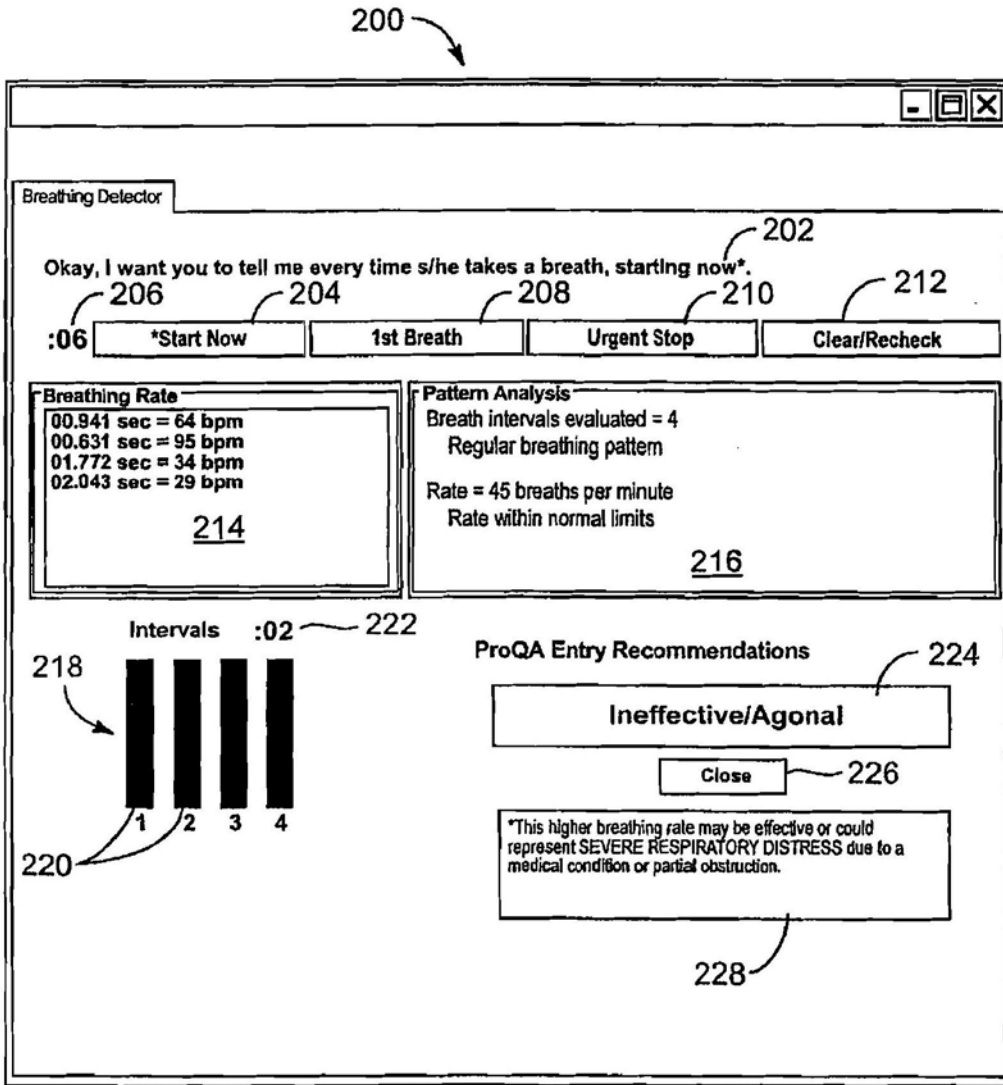 200
Breathing Detector
202
Okay, I want you to tell me every time s/he takes a breath, starting now*.
206 204 208 210 212
:06 *Start Now 1st Breath Urgent Stop Clear/Recheck
Breathing Rate
00.941 sec = 64 bpm
00.631 sec = 95 bpm
01.772 sec = 34 bpm
02.043 sec = 29 bpm
214
Pattern Analysis
Breath intervals evaluated = 4
Regular breathing pattern
Rate = 45 breaths per minute
Rate within normal limits
216
Intervals :02 222
218
1 2 3 4
220
ProQA Entry Recommendations
224
Ineffective/Agonal
Close 226
*This higher breathing rate may be effective or could
represent SEVERE RESPIRATORY DISTRESS due to a
medical condition or partial obstruction.
228